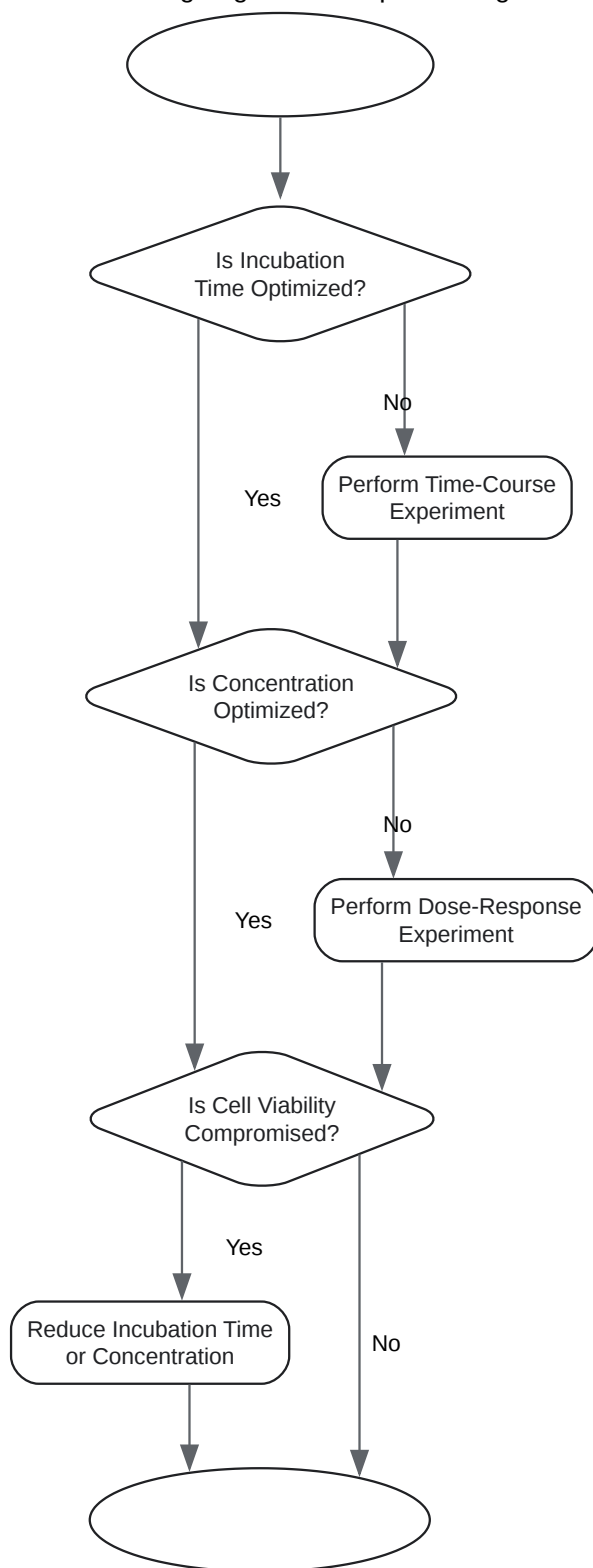 Is Incubation
Time Optimized?
No
Perform Time-Course
Experiment
Yes
Is Concentration
Optimized?
No
Perform Dose-Response
Experiment
Yes
Is Cell Viability
Compromised?
Yes
Reduce Incubation Time
or Concentration
No